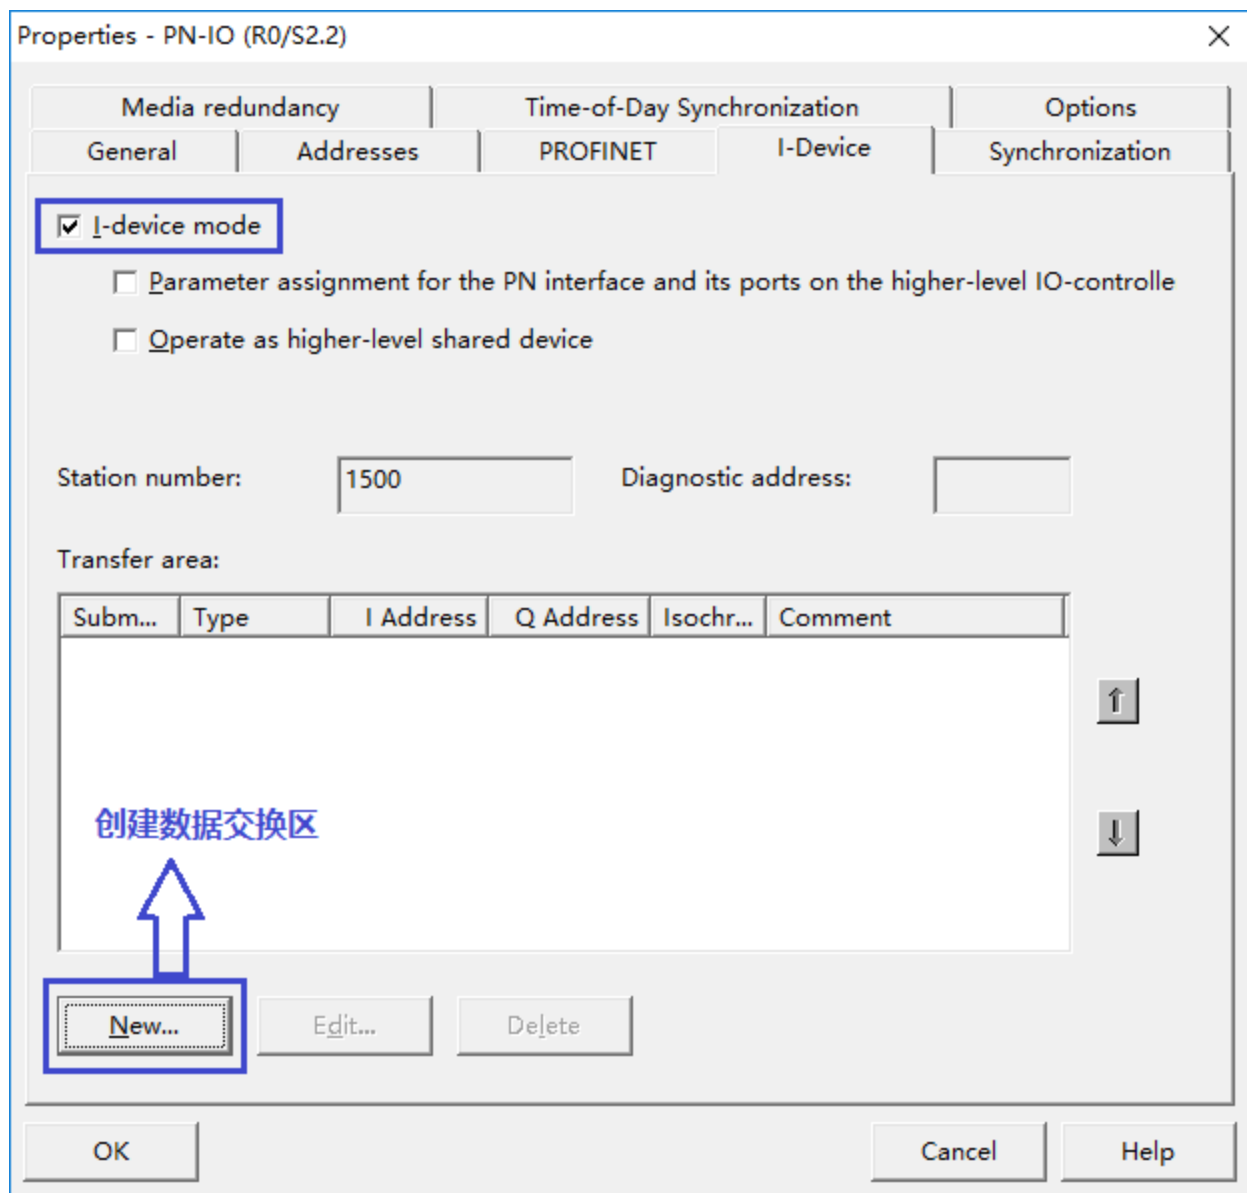 Properties - PN-IO (R0/S2.2)
Media redundancy Time-of-Day Synchronization Options
General Addresses PROFINET I-Device Synchronization
I-device mode
Parameter assignment for the PN interface and its ports on the higher-level IO-controlle
Operate as higher-level shared device
Station number: 1500 Diagnostic address:
Transfer area:
Subm... Type I Address Q Address Isochr... Comment
创建数据交换区
New... Edit... Delete
OK Cancel Help